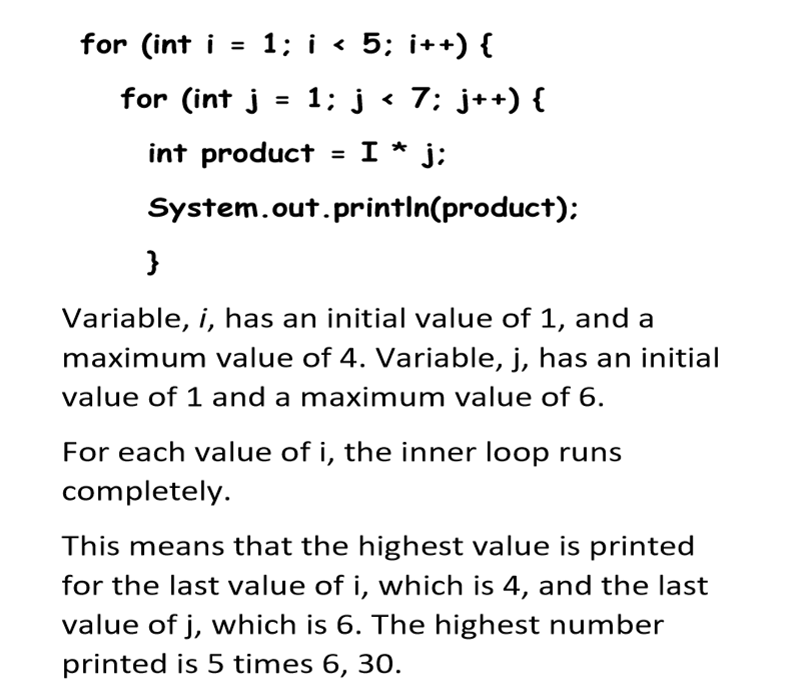 for (int i = 1; i < 5; i++) {
for (int j = 1; j < 7; j++) {
int product = I * j;
System.out.println(product);
}
Variable, i, has an initial value of 1, and a
maximum value of 4. Variable, j, has an initial
value of 1 and a maximum value of 6.
For each value of i, the inner loop runs
completely.
This means that the highest value is printed
for the last value of i, which is 4, and the last
value of j, which is 6. The highest number
printed is 5 times 6, 30.